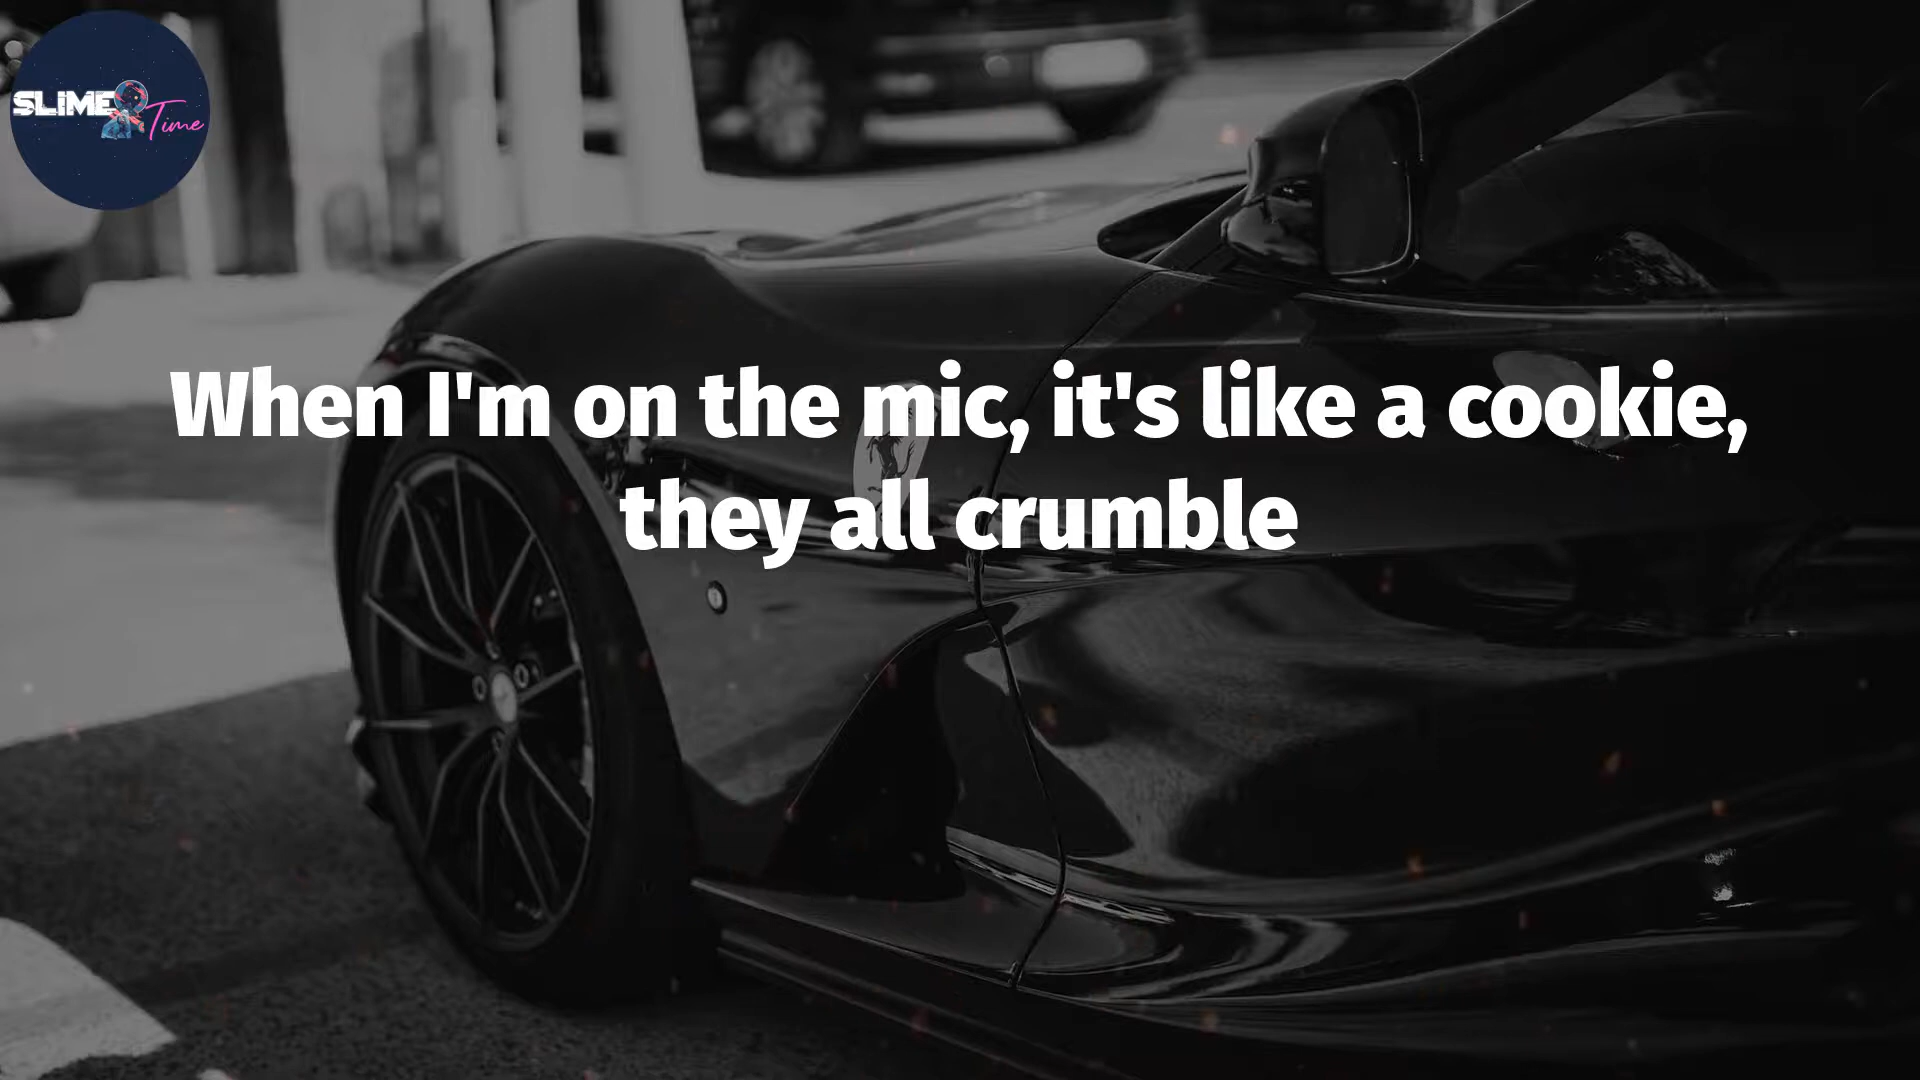 SLIME
Time
When I'm on the mic, it's like a cookie,
they all crumble